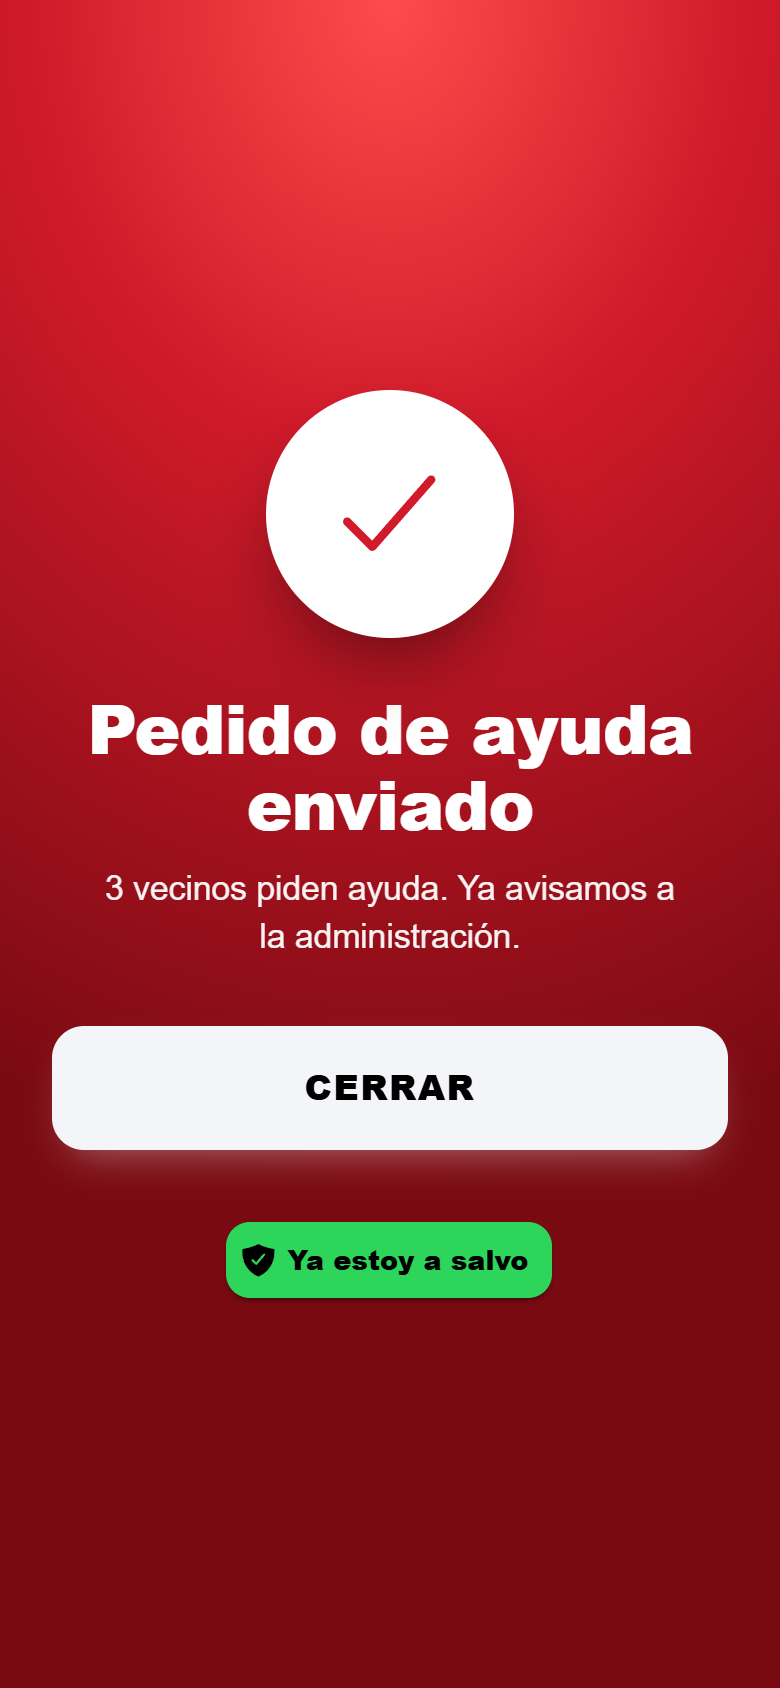 Pedido de ayuda
enviado
3 vecinos piden ayuda. Ya avisamos a
la administración.
CERRAR
Ya estoy a salvo